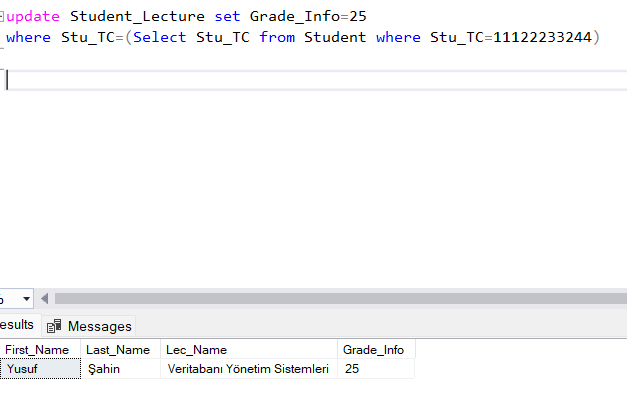 update Student_Lecture set Grade_Info=25
where Stu_TC=(Select Stu_TC from Student where Stu_TC=11122233244)
Messages
First_Name Last_Name Lec_Name Grade_Info
Yusuf Şahin Veritabanı Yönetim Sistemleri 25